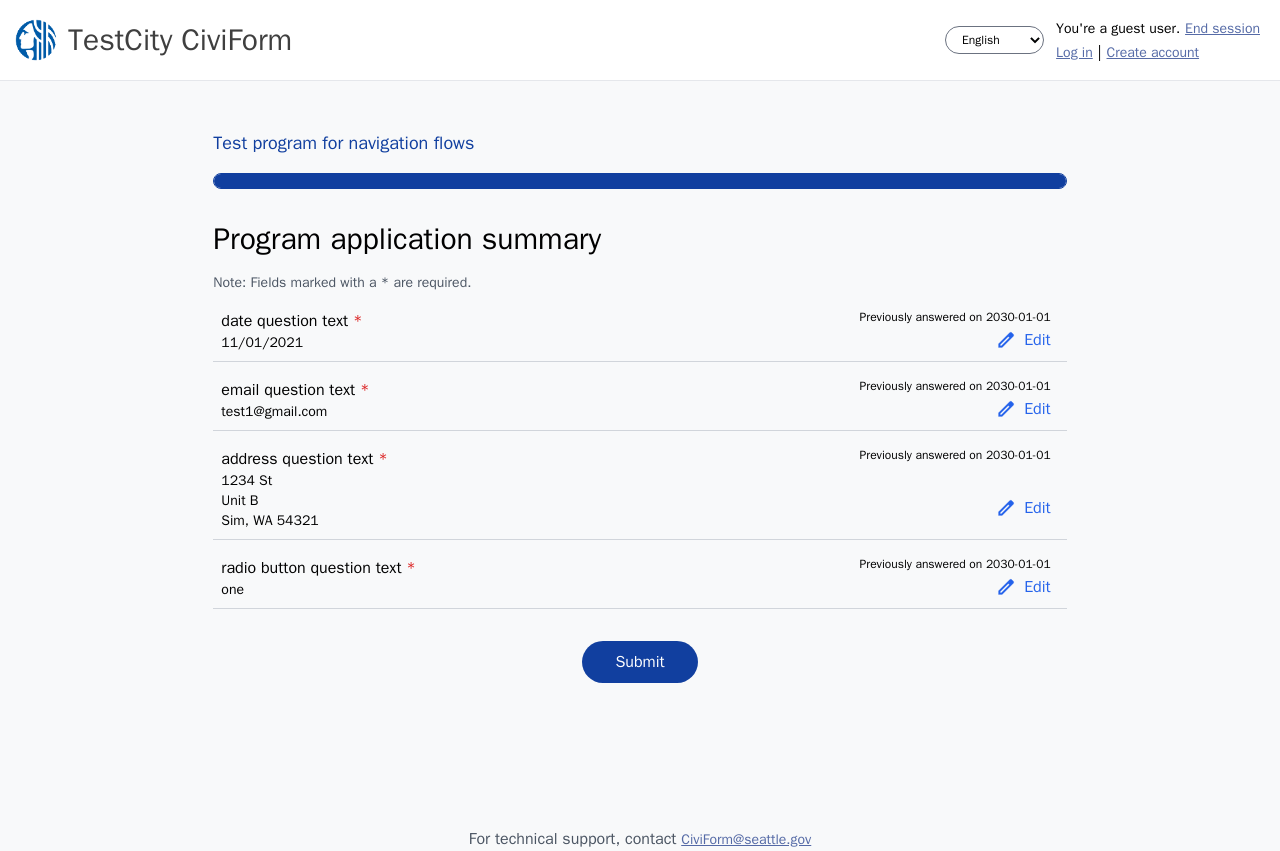 TestCity CiviForm
English
You're a guest user. End session
Log in | Create account
Test program for navigation flows
Program application summary
Note: Fields marked with a * are required.
date question text *
Previously answered on 2030-01-01
11/01/2021
Edit
email question text *
Previously answered on 2030-01-01
test1@gmail.com
Edit
address question text *
Previously answered on 2030-01-01
1234 St
Unit B
Sim, WA 54321
Edit
radio button question text *
Previously answered on 2030-01-01
one
Edit
Submit
For technical support, contact CiviForm@seattle.gov